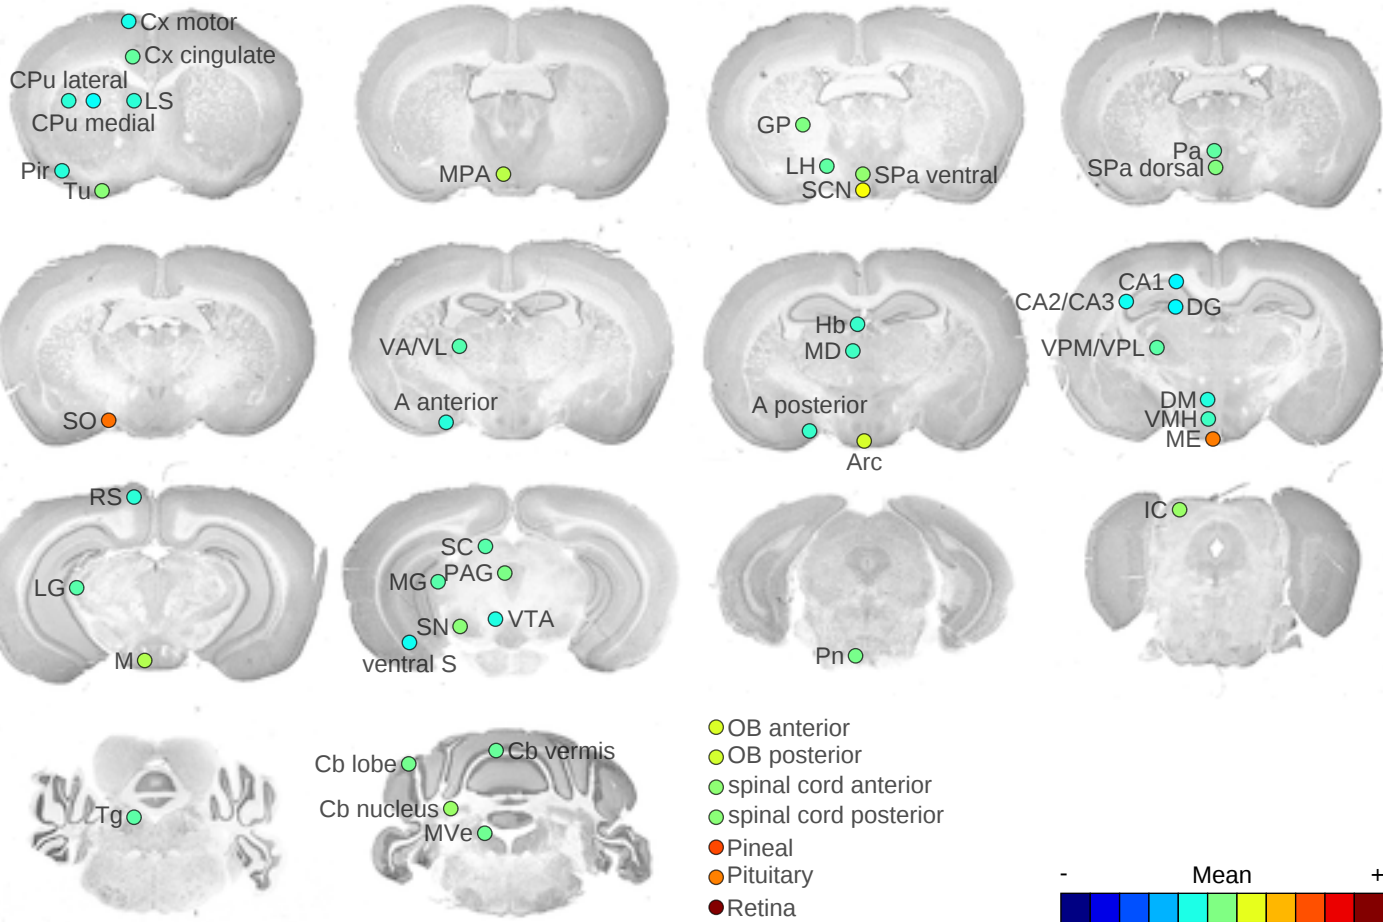 Cx motor
Cx cingulate
CPu lateral
LS
CPu medial
Pir
Tu
MPA
GP
LH
SPa ventral
SCN
Pa
SPa dorsal
SO
VA/VL
A anterior
Hb
MD
A posterior
Arc
CA1
CA2/CA3
DG
VPM/VPL
DM
VMH
ME
RS
LG
M
SC
PAG
MG
SN
VTA
ventral S
Pn
IC
Tg
Cb lobe
Cb vermis
Cb nucleus
MVe
OB anterior
OB posterior
spinal cord anterior
spinal cord posterior
Pineal
Pituitary
Retina
- Mean +